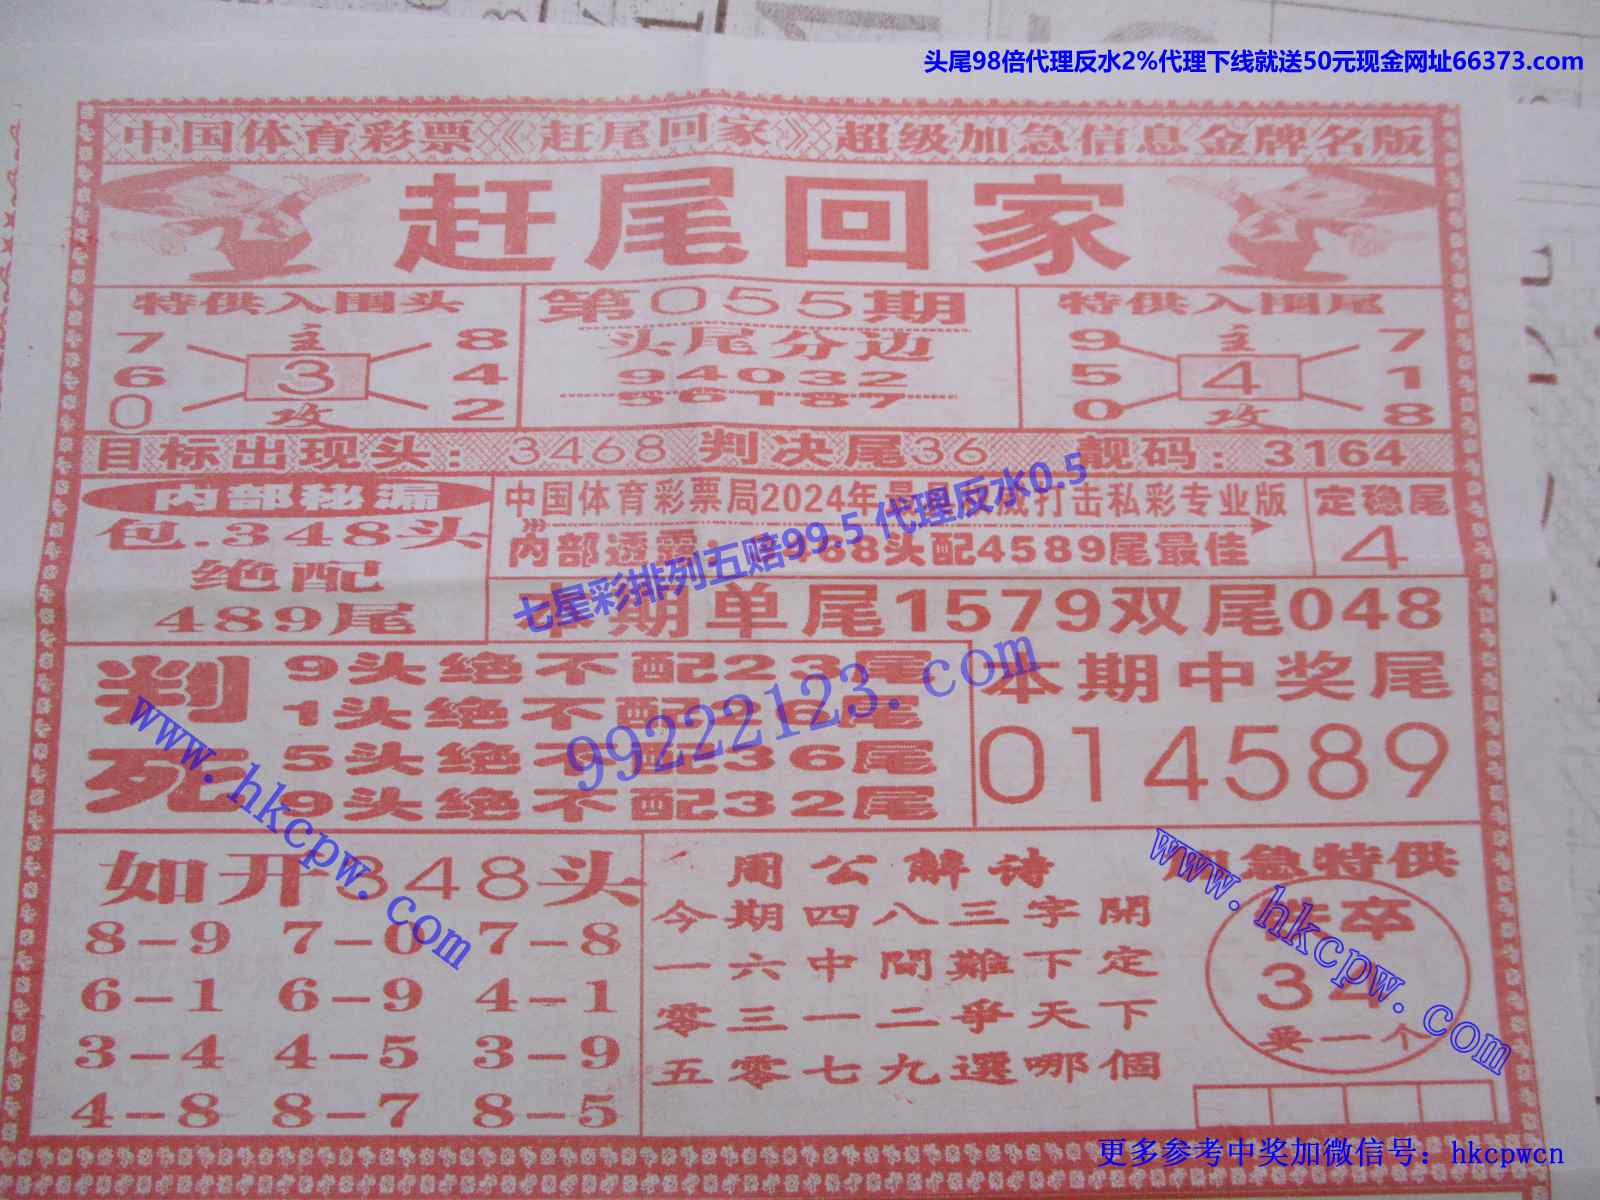 头尾98倍代理反水2%代理下线就送50元现金网址66373.com
中国体育彩票《赶尾回家》超级加急信息金牌名版
赶尾回家
特供入围头
7 主 8
6 3 4
0 攻 2
第055期
头尾分边
94032
56187
特供入围尾
9 主 7
5 4 1
0 攻 8
目标出现头：3468 判决尾36 靓码：3164
内部秘漏
包.348头
绝配
489尾
中国体育彩票局2024年最 打击私彩专业版
内部透露： 88头配4589尾最佳
定稳尾
4
七星彩排列五赔99.5 代理反水0.5
本期单尾1579双尾048
判死
9头绝不配23尾
1头绝不配26尾
5头绝不配36尾
9头绝不配32尾
99222123.com
本期中奖尾
014589
www.hkcpw.com
如开348头
8-9 7-0 7-8
6-1 6-9 4-1
3-4 4-5 3-9
4-8 8-7 8-5
周公解诗
今期四八三字開
一六中間難下定
零三一二爭天下
五零七九選哪個
急特供
卒
34
要一个
www.hkcpw.com
更多参考中奖加微信号：hkcpwcn